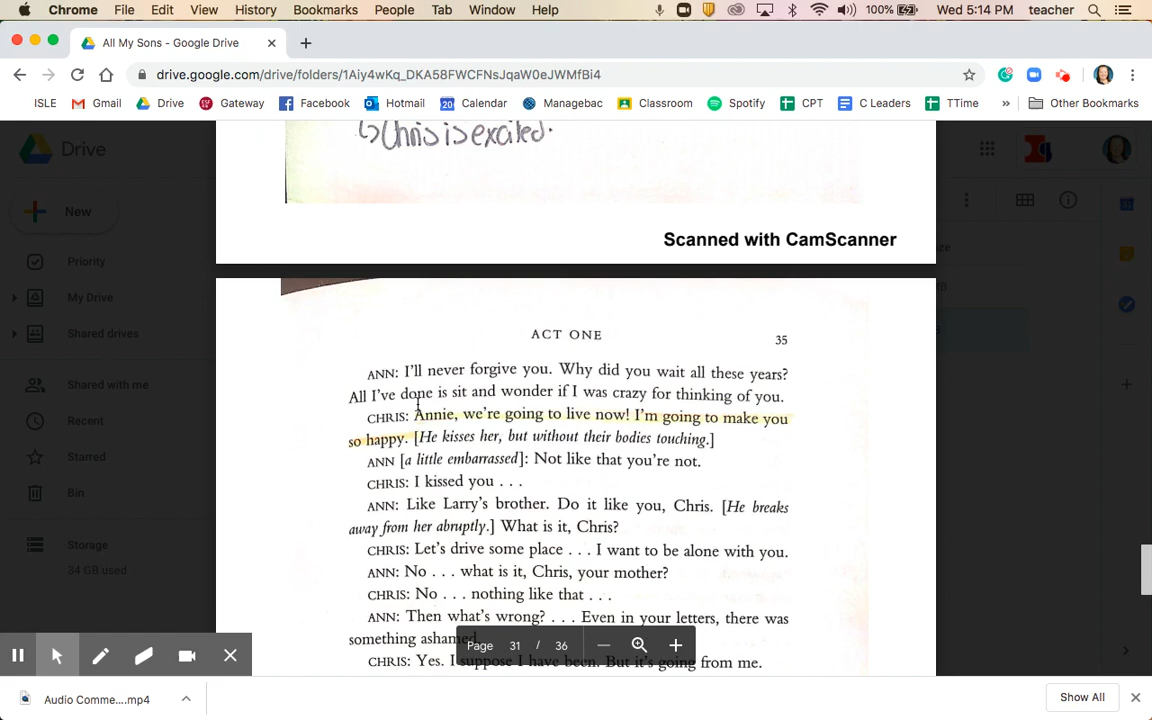 Chrome File Edit View History Bookmarks People Tab Window Help 100% Wed 5:14 PM teacher
All My Sons - Google Drive
drive.google.com/drive/folders/1Aiy4wKq_DKA58FWCFNsJqaW0eJWMfBi4
ISLE Gmail Drive Gateway Facebook Hotmail 20 Calendar Managebac Classroom Spotify CPT C Leaders TTime » Other Bookmarks
Chris is excited.
Drive
New
Scanned with CamScanner
Priority
My Drive
Shared drives
Shared with me
Recent
Starred
Bin
Storage
34 GB used
ACT ONE
35
ANN: I'll never forgive you. Why did you wait all these years?
All I've done is sit and wonder if I was crazy for thinking of you.
CHRIS: Annie, we're going to live now! I'm going to make you
so happy. [He kisses her, but without their bodies touching.]
ANN [a little embarrassed]: Not like that you're not.
CHRIS: I kissed you . . .
ANN: Like Larry's brother. Do it like you, Chris. [He breaks
away from her abruptly.] What is it, Chris?
CHRIS: Let's drive some place . . . I want to be alone with you.
ANN: No . . . what is it, Chris, your mother?
CHRIS: No . . . nothing like that . . .
ANN: Then what's wrong? . . . Even in your letters, there was
something ashamed.
CHRIS: Yes. I suppose I have been. But it's going from me.
Page 31 / 36
Audio Comme....mp4
Show All